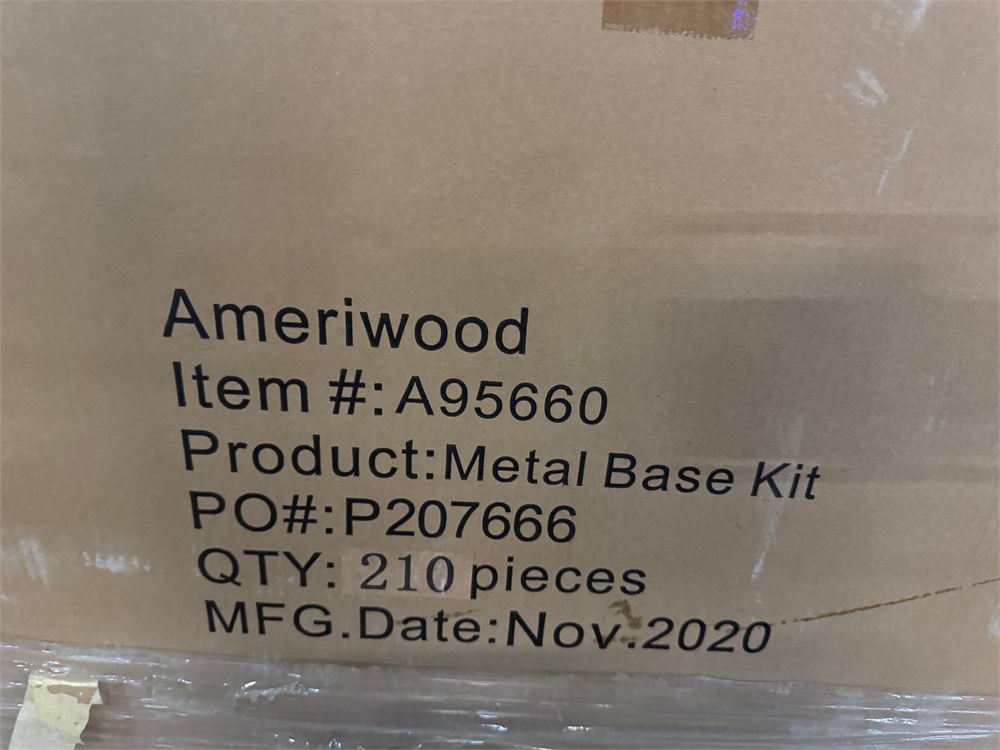 Ameriwood
Item #:A95660
Product:Metal Base Kit
PO#:P207666
QTY: 210 pieces
MFG.Date:Nov.2020